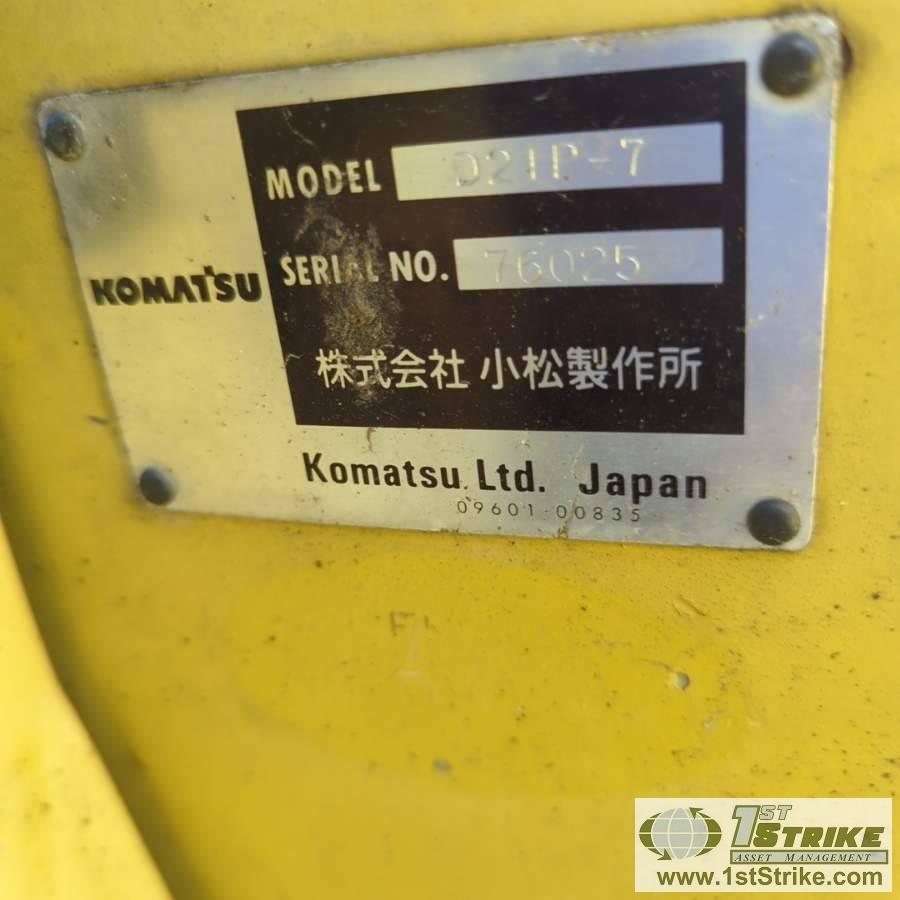 MODEL D21P-7
SERIAL NO. 76025
KOMATSU
株式会社 小松製作所
Komatsu Ltd. Japan
09601-00835
1ST STRIKE
ASSET MANAGEMENT
www.1stStrike.com